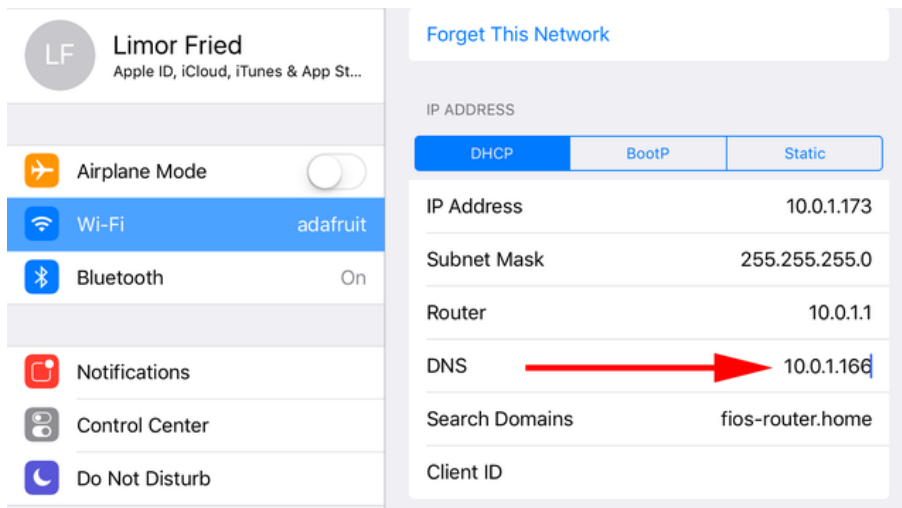 LF
Limor Fried
Apple ID, iCloud, iTunes & App St...
Airplane Mode
Wi-Fi adafruit
Bluetooth On
Notifications
Control Center
Do Not Disturb
Forget This Network
IP ADDRESS
DHCP BootP Static
IP Address 10.0.1.173
Subnet Mask 255.255.255.0
Router 10.0.1.1
DNS 10.0.1.166
Search Domains fios-router.home
Client ID